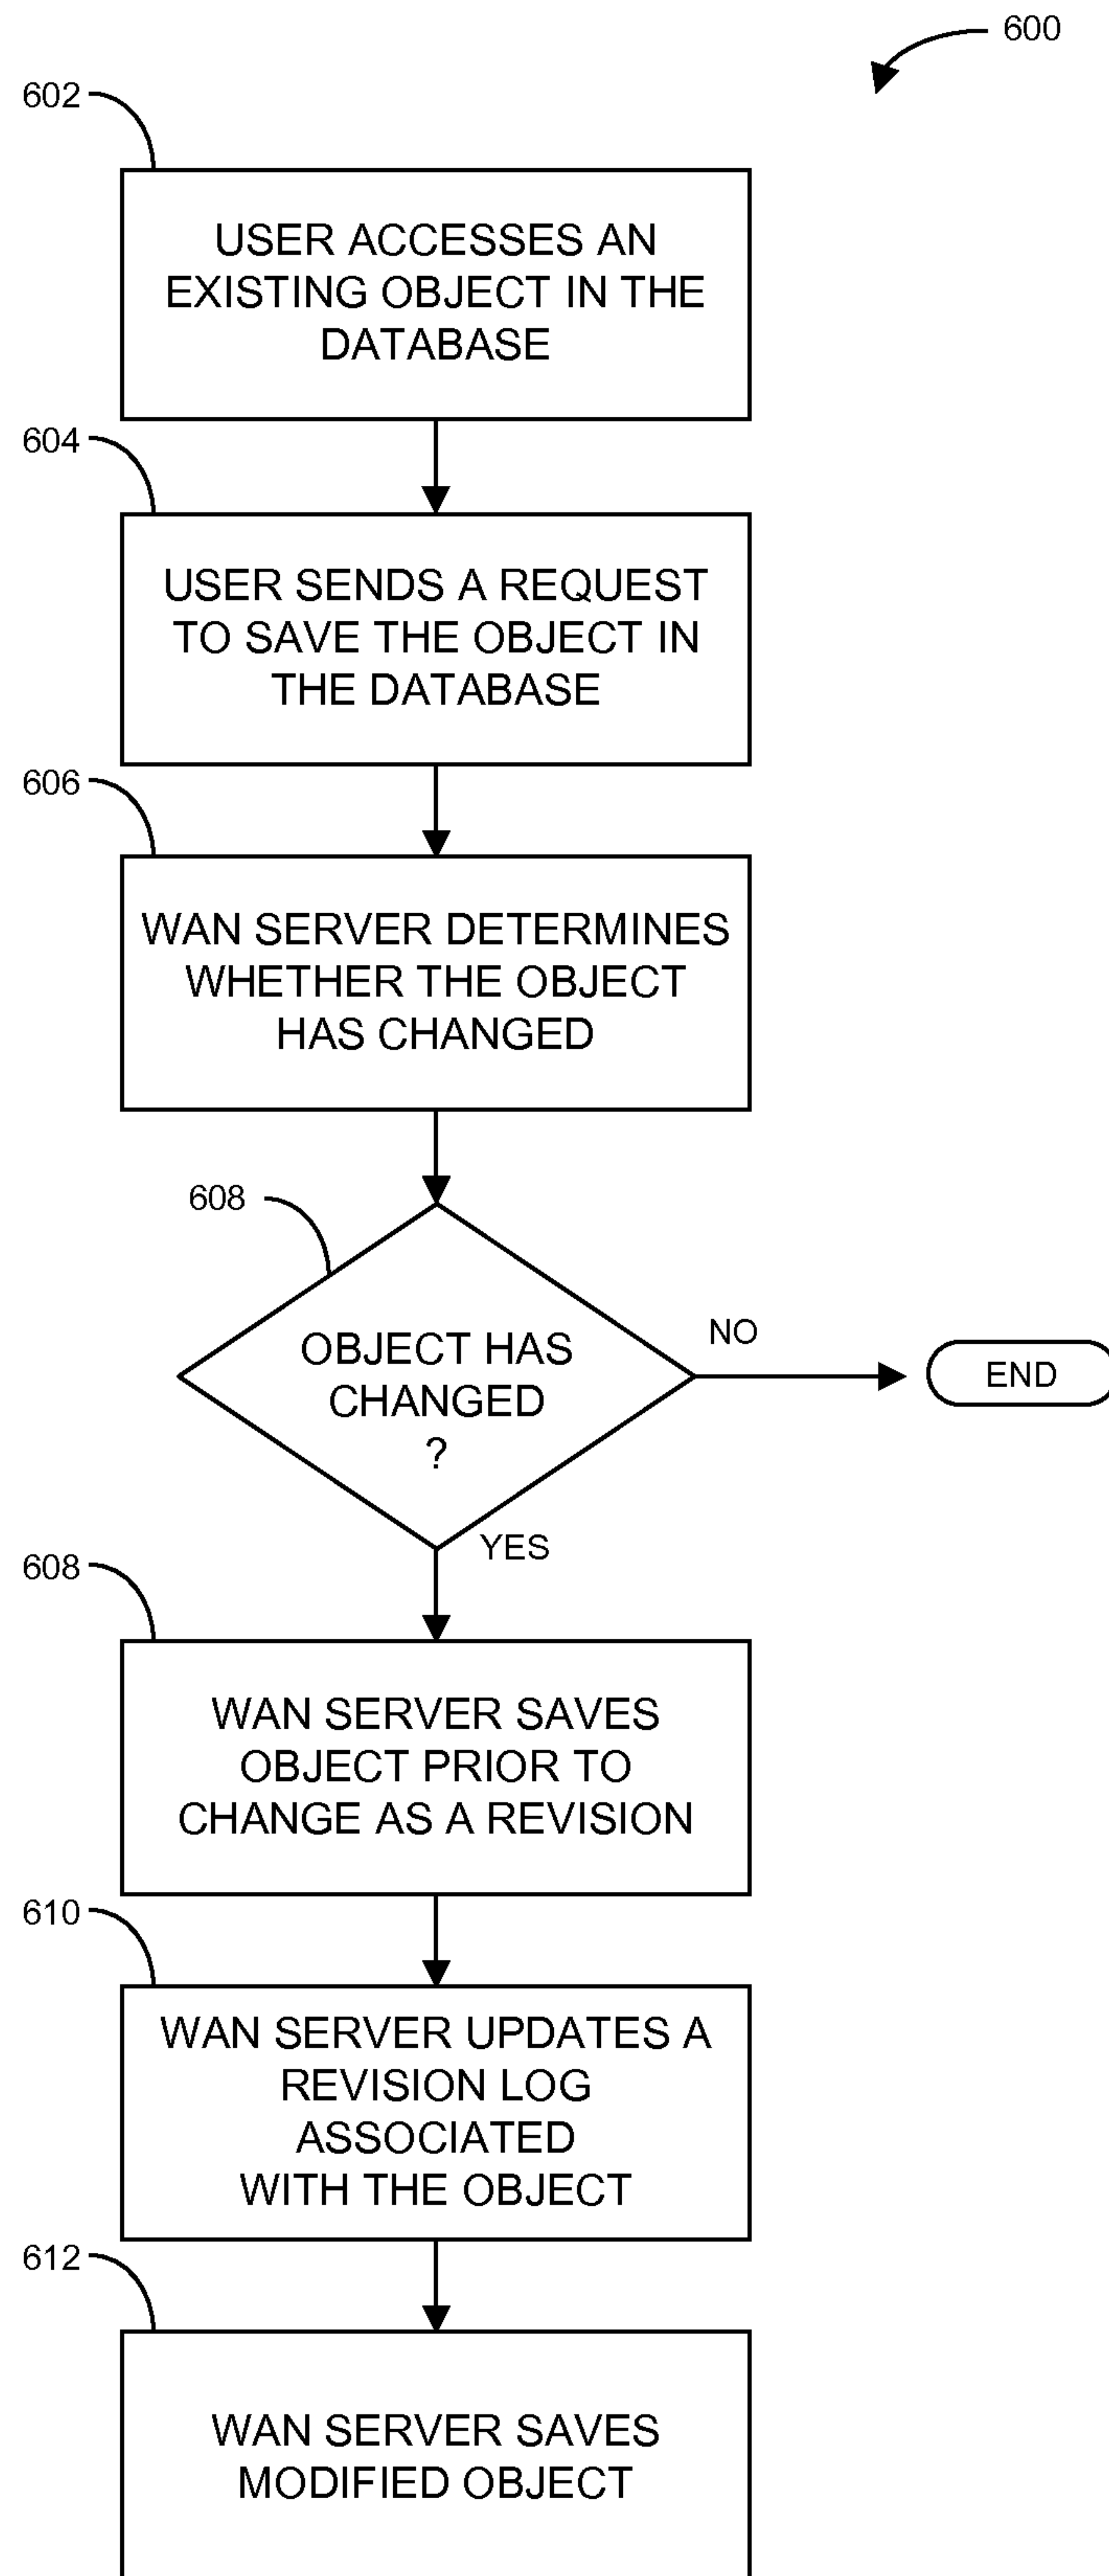 600
602
USER ACCESSES AN
EXISTING OBJECT IN THE
DATABASE
604
USER SENDS A REQUEST
TO SAVE THE OBJECT IN
THE DATABASE
606
WAN SERVER DETERMINES
WHETHER THE OBJECT
HAS CHANGED
608
OBJECT HAS
CHANGED
?
NO
END
YES
608
WAN SERVER SAVES
OBJECT PRIOR TO
CHANGE AS A REVISION
610
WAN SERVER UPDATES A
REVISION LOG
ASSOCIATED
WITH THE OBJECT
612
WAN SERVER SAVES
MODIFIED OBJECT